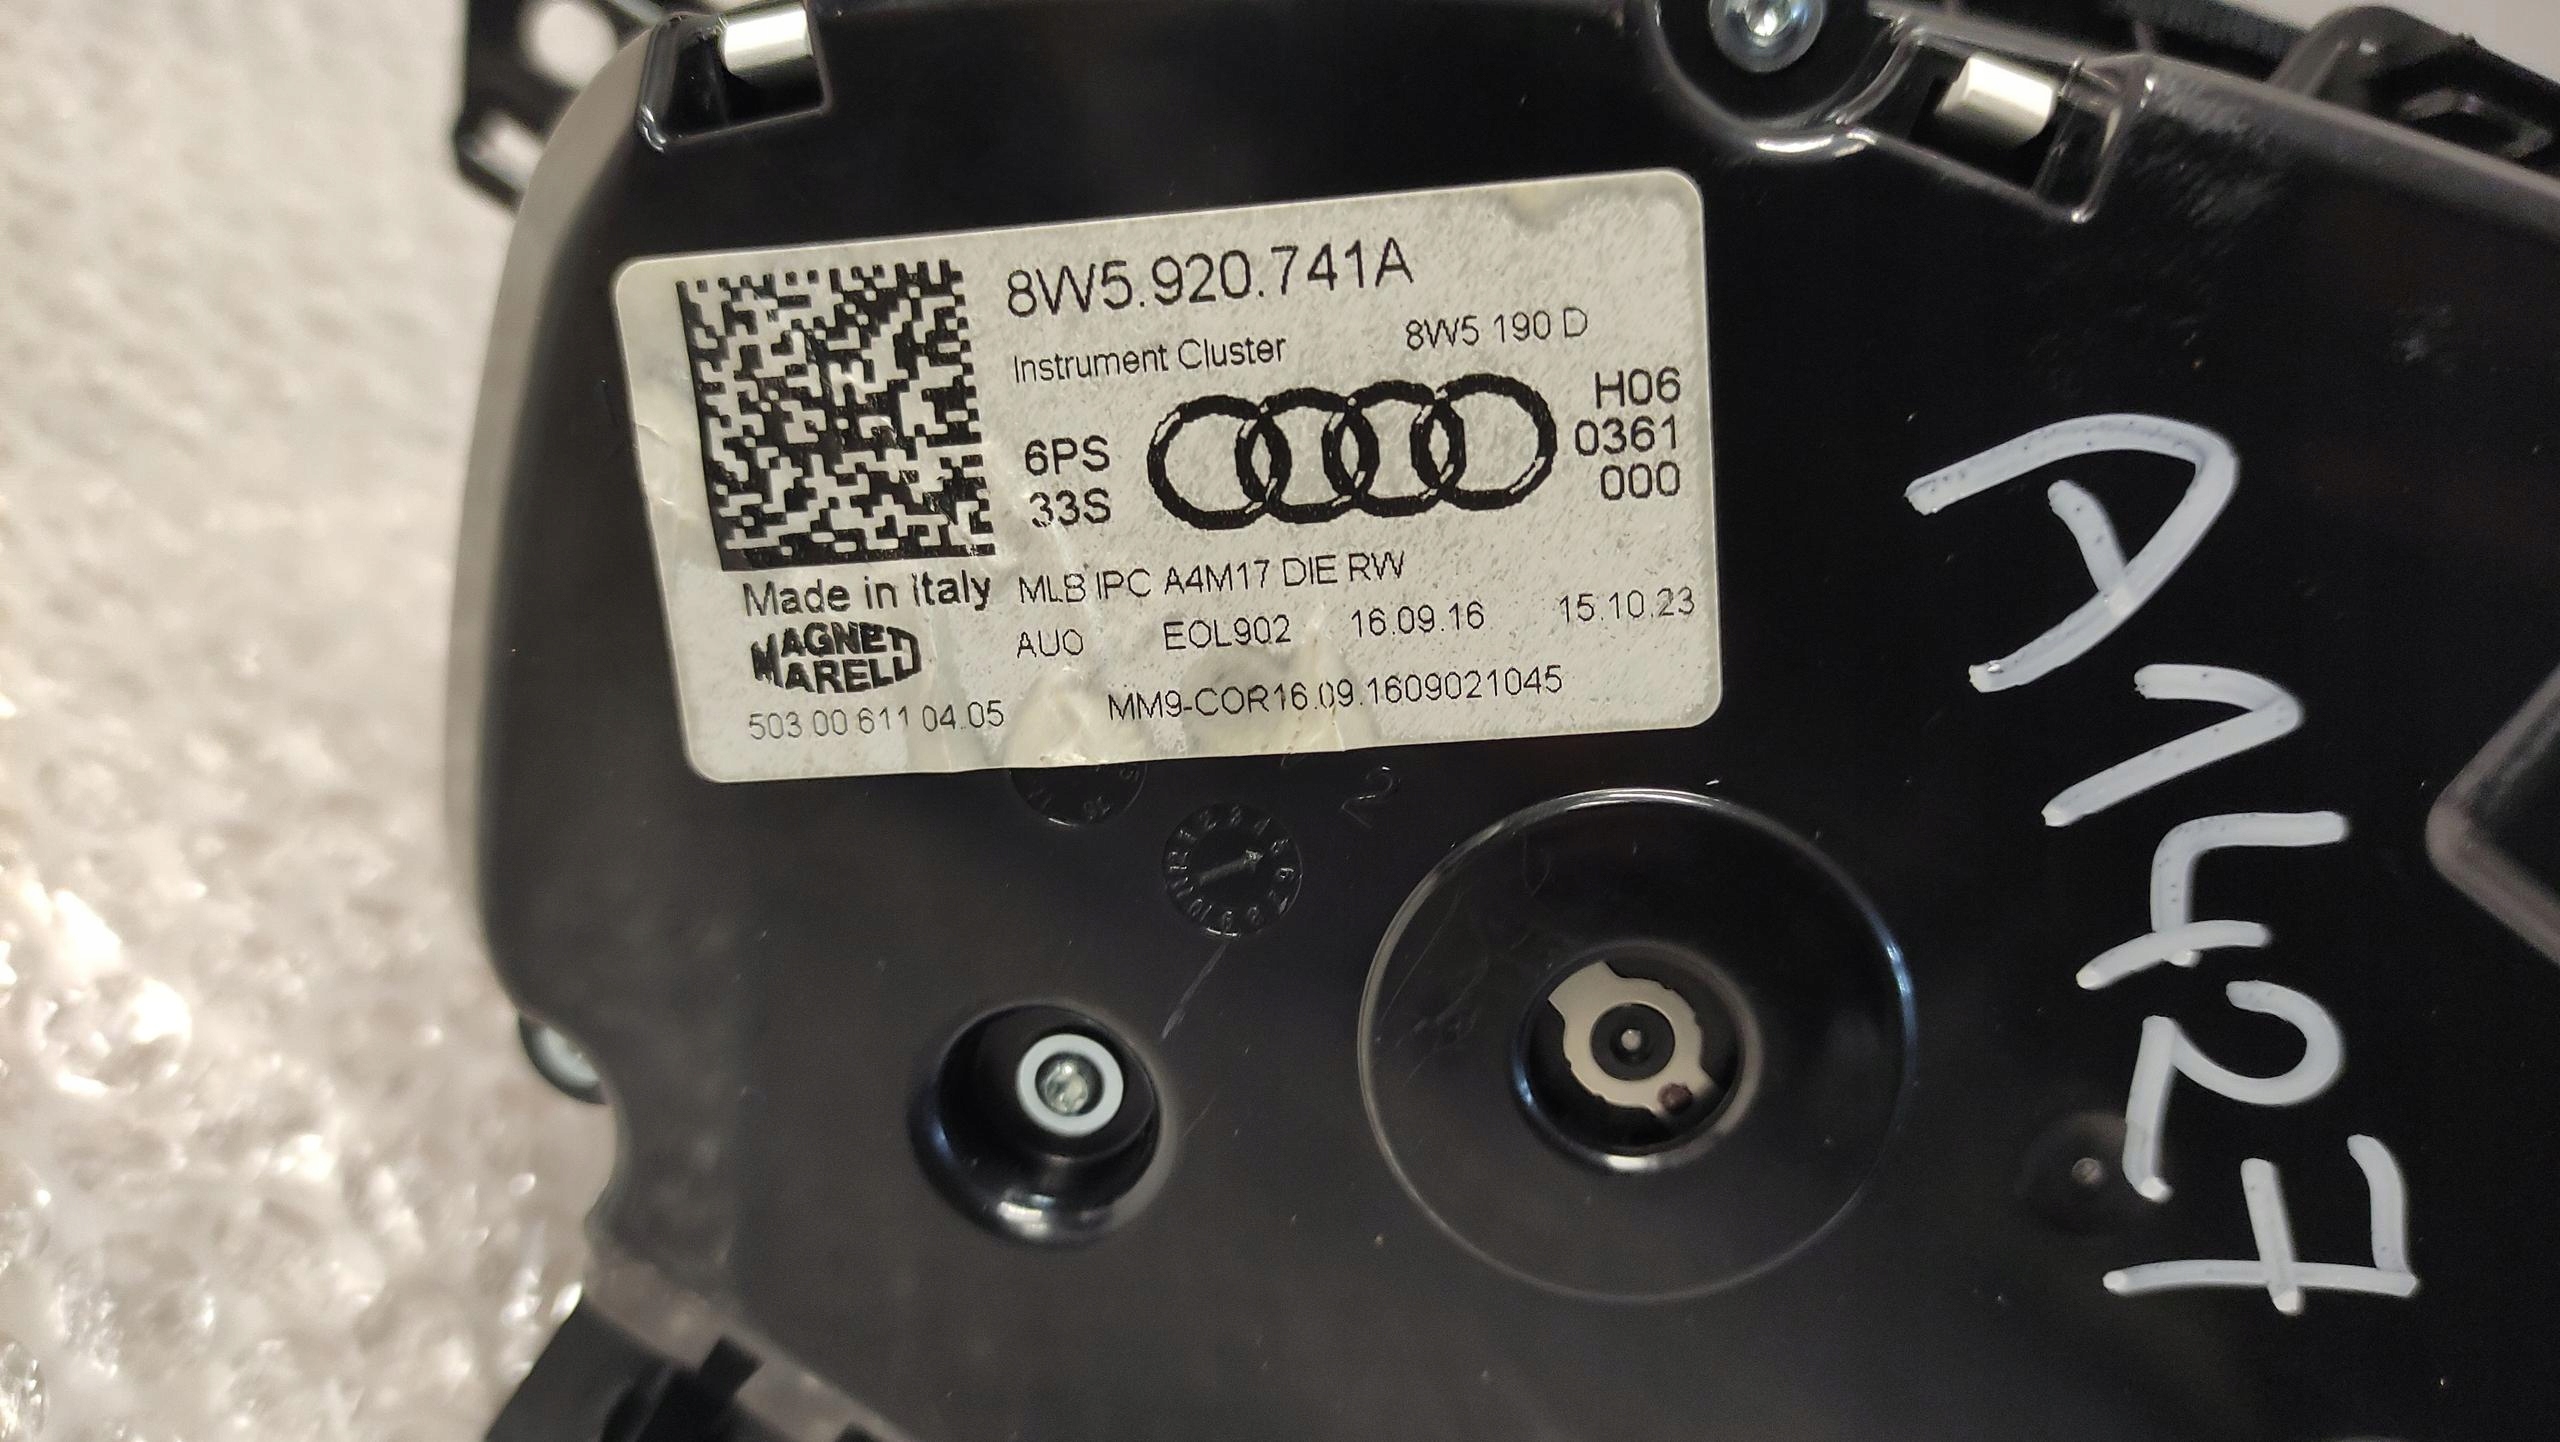 8W5.920.741A
Instrument Cluster
8W5 190 D
6PS
33S
H06
0361
000
Made in Italy
MLB IPC A4M17 DIE RW
MAGNETI
MARELLI
AUO
EOL902
16.09.16
15.10.23
503 00 611 04.05
MM9-COR16.09.1609021045
2